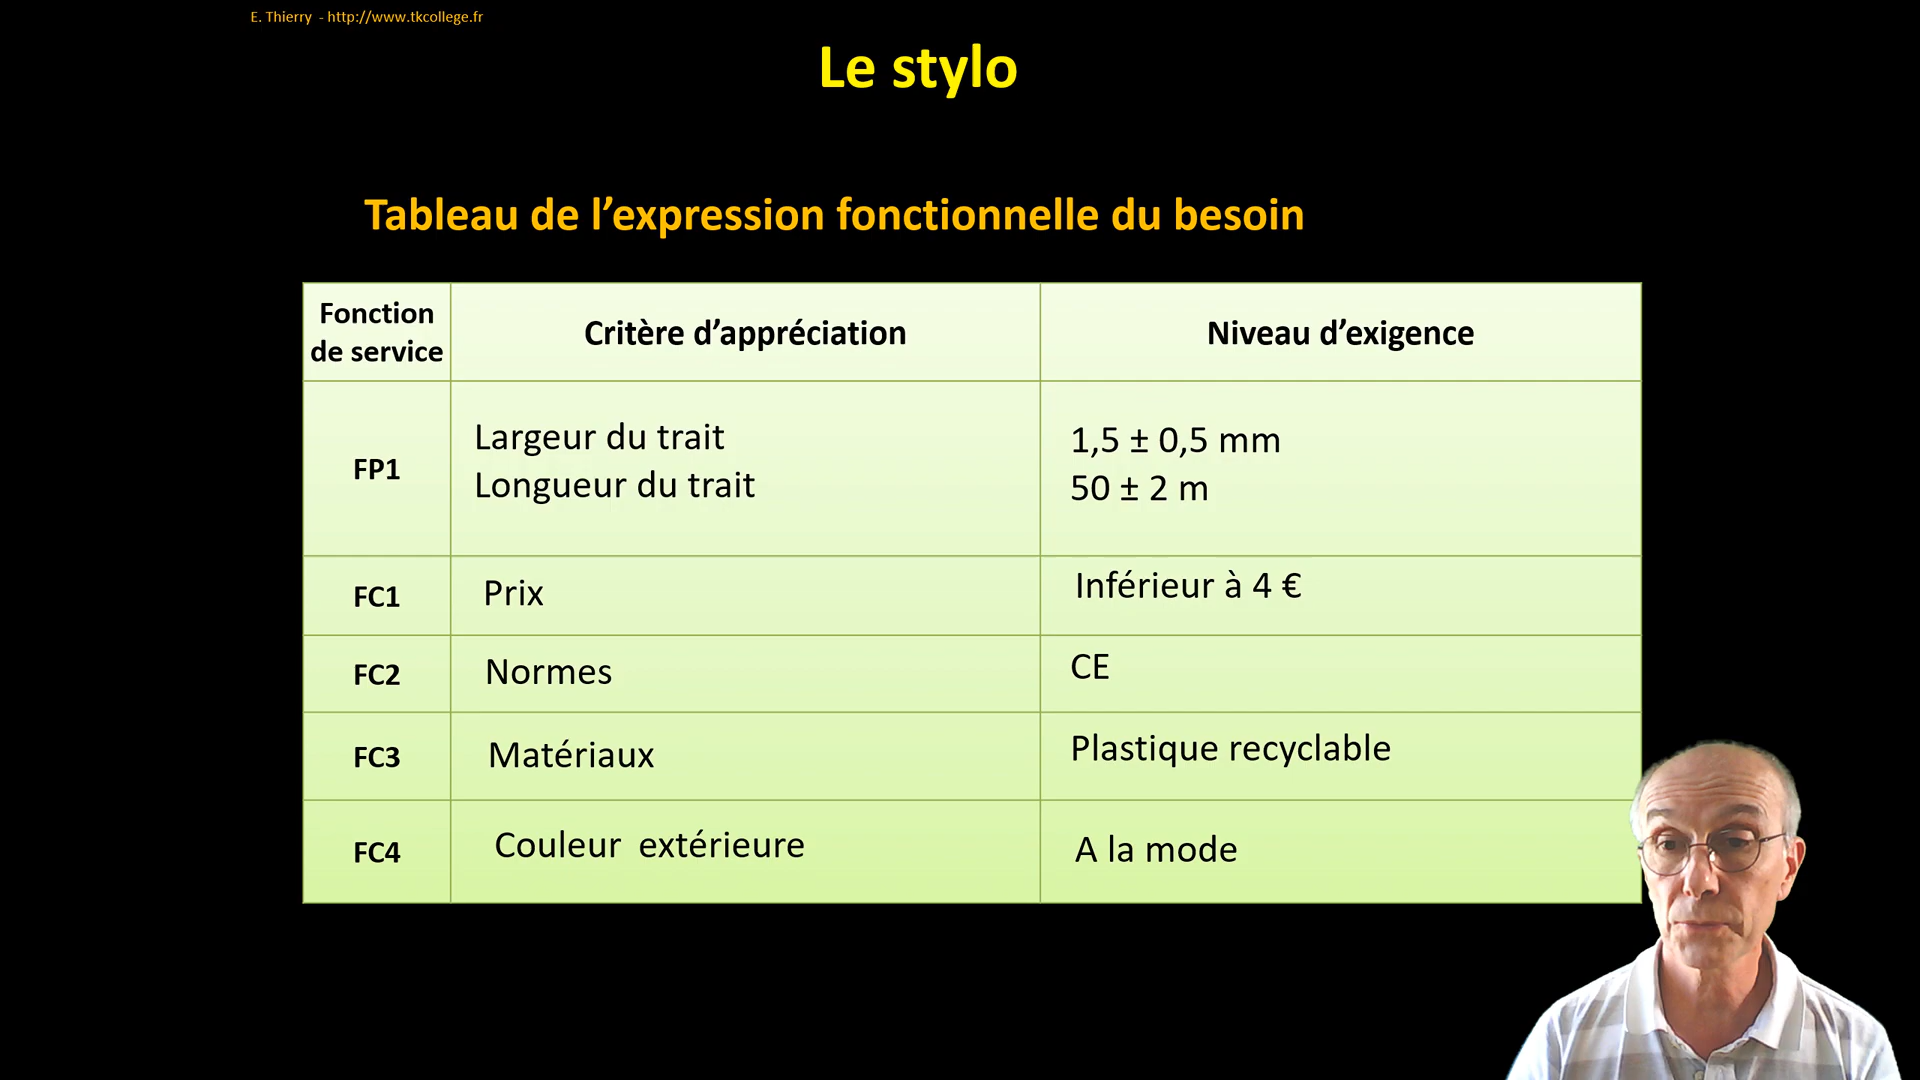 E. Thierry - http://www.tkcollege.fr
Le stylo
Tableau de l’expression fonctionnelle du besoin
Fonction de service
Critère d’appréciation
Niveau d’exigence
FP1
Largeur du trait
Longueur du trait
1,5 ± 0,5 mm
50 ± 2 m
FC1
Prix
Inférieur à 4 €
FC2
Normes
CE
FC3
Matériaux
Plastique recyclable
FC4
Couleur extérieure
A la mode